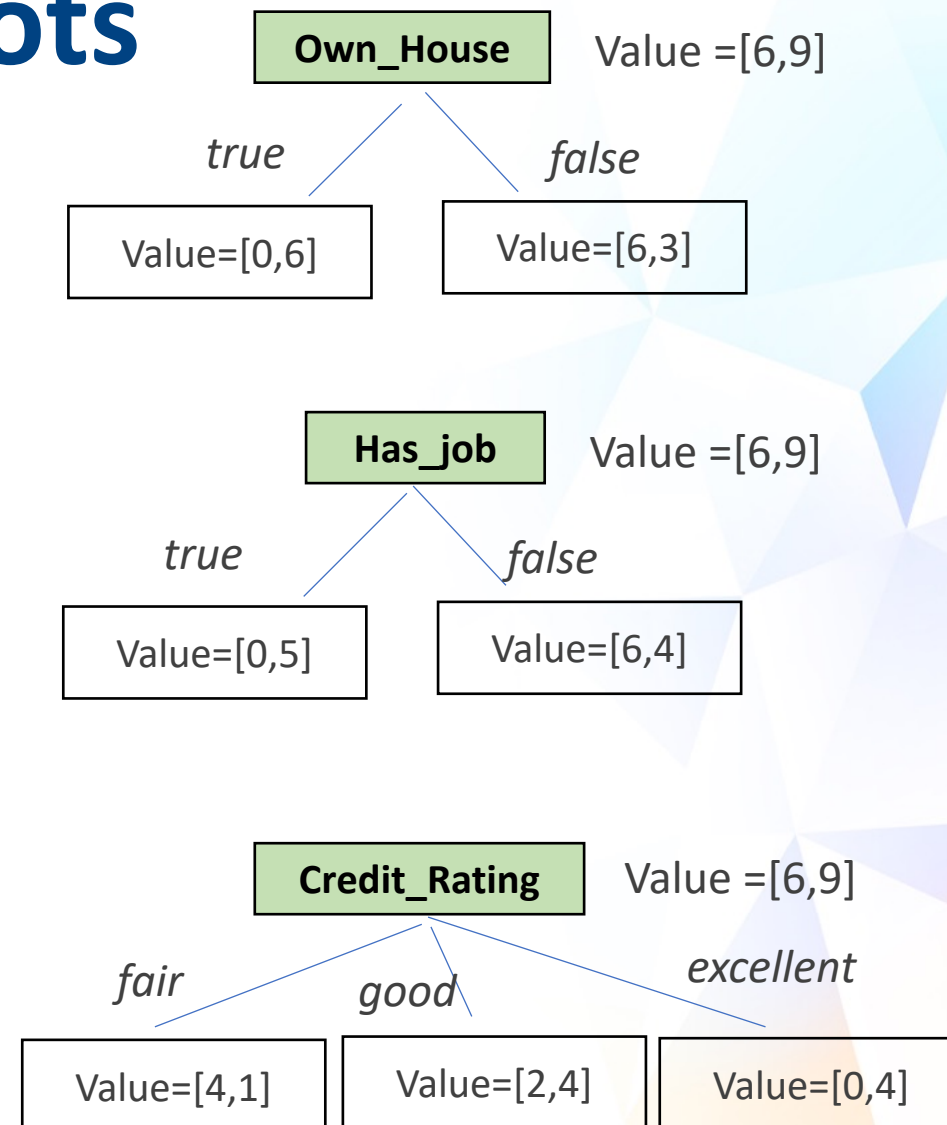 ots
Own_House Value =[6,9]
true false
Value=[0,6] Value=[6,3]
Has_job Value =[6,9]
true false
Value=[0,5] Value=[6,4]
Credit_Rating Value =[6,9]
fair good excellent
Value=[4,1] Value=[2,4] Value=[0,4]